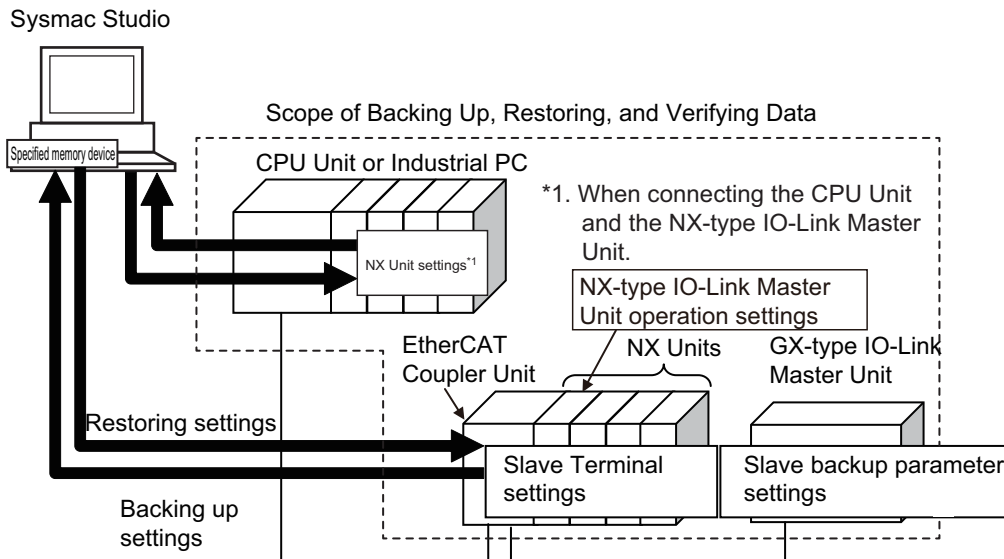 Sysmac Studio
Specified memory device
Scope of Backing Up, Restoring, and Verifying Data
CPU Unit or Industrial PC
*1. When connecting the CPU Unit
and the NX-type IO-Link Master
Unit.
NX Unit settings*1
NX-type IO-Link Master
Unit operation settings
EtherCAT
Coupler Unit
NX Units
GX-type IO-Link
Master Unit
Restoring settings
Slave Terminal
settings
Slave backup parameter
settings
Backing up
settings